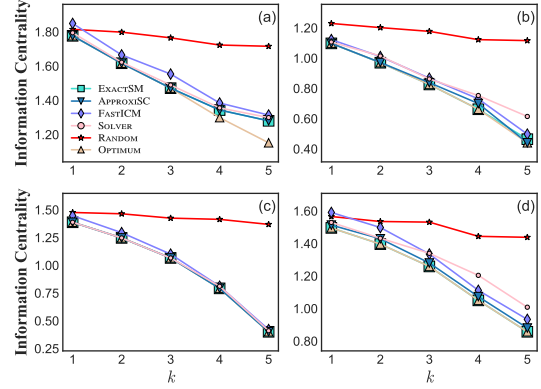 Information Centrality
1.80
1.60
1.40
1.20
(a)
EXACTSM
APPROXISC
FASTICM
SOLVER
RANDOM
OPTIMUM
1 2 3 4 5
1.20
1.00
0.80
0.60
0.40
(b)
1 2 3 4 5
Information Centrality
1.50
1.25
1.00
0.75
0.50
0.25
(c)
1 2 3 4 5
k
1.60
1.40
1.20
1.00
0.80
(d)
1 2 3 4 5
k